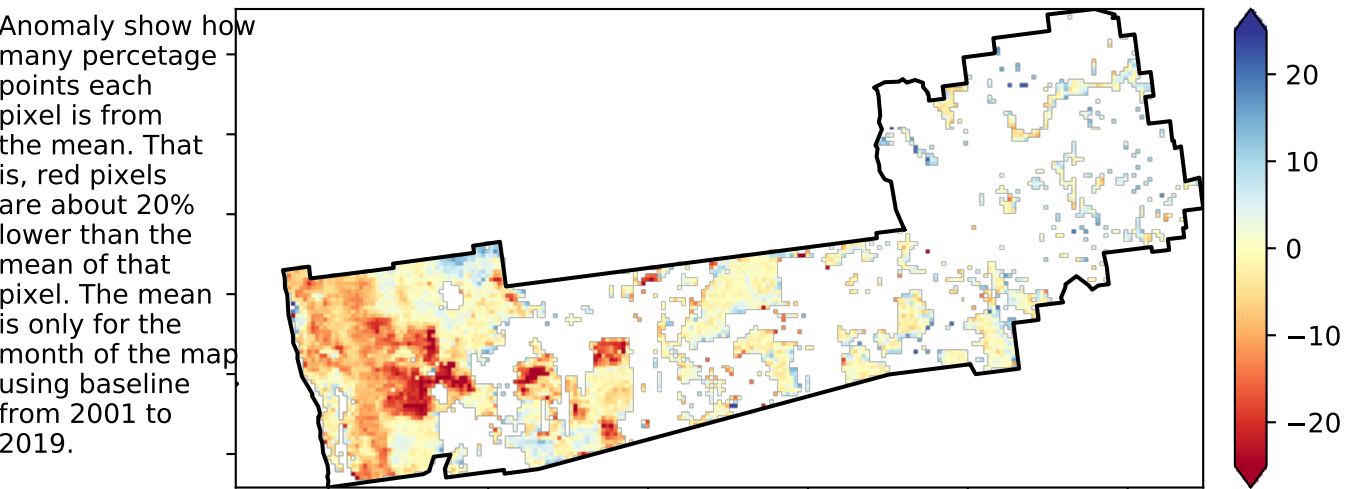 Anomaly show how
many percetage
points each
pixel is from
the mean. That
is, red pixels
are about 20%
lower than the
mean of that
pixel. The mean
is only for the
month of the map
using baseline
from 2001 to
2019.
20
10
0
−10
−20